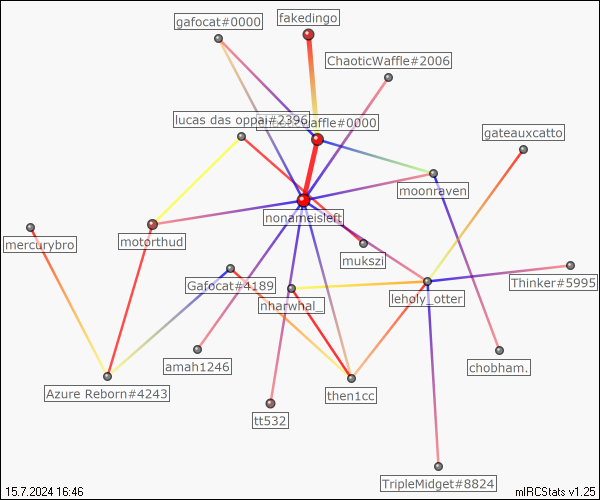 gafocat#0000
fakedingo
ChaoticWaffle#2006
lucas das oppai#2396
Waffle#0000
gateauxcatto
moonraven
nonameisleft
mercurybro
motorthud
mukszi
Gafocat#4189
nharwhal_
leholy_otter
Thinker#5995
amah1246
chobham.
Azure Reborn#4243
then1cc
tt532
TripleMidget#8824
15.7.2024 16:46
mIRCStats v1.25